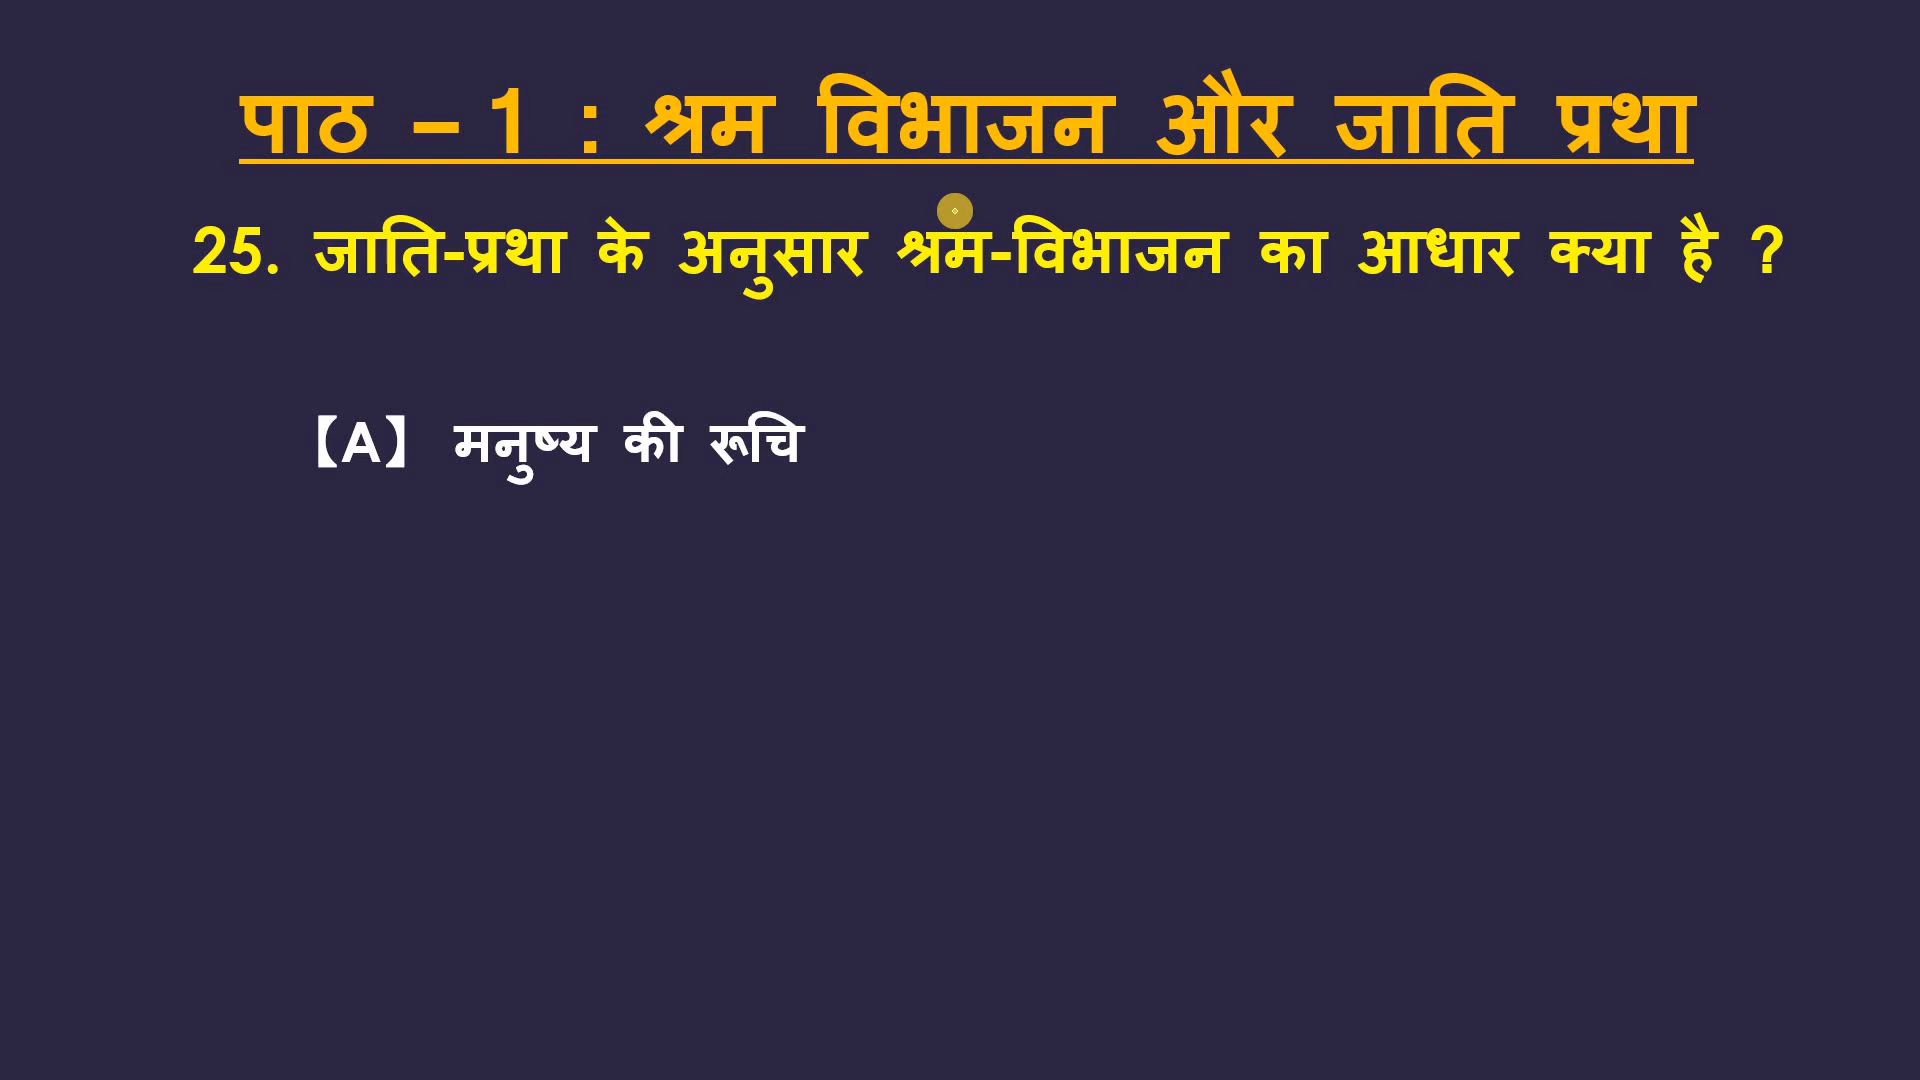 पाठ – 1 : श्रम विभाजन और जाति प्रथा
25. जाति-प्रथा के अनुसार श्रम-विभाजन का आधार क्या है ?
【A】 मनुष्य की रूचि